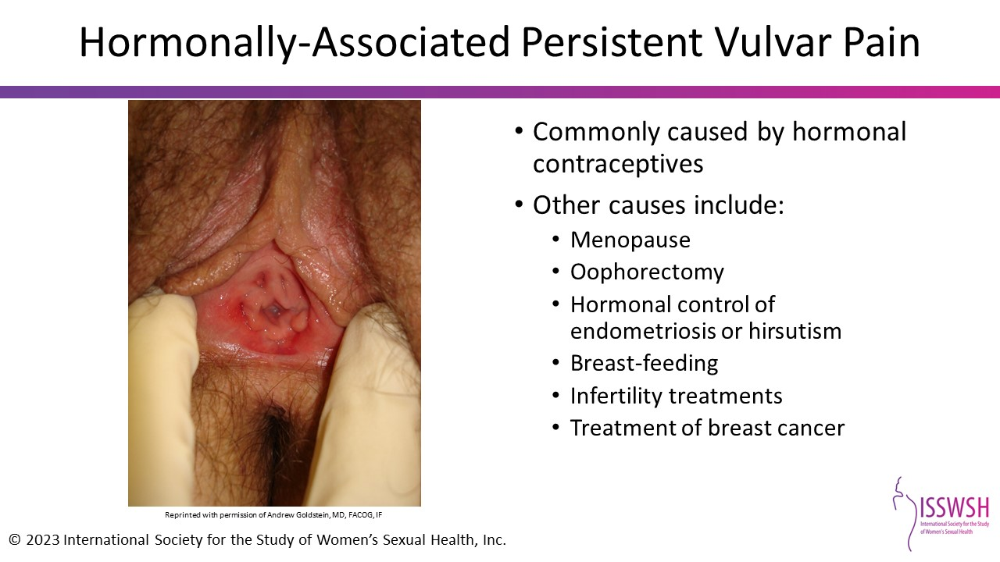 Hormonally-Associated Persistent Vulvar Pain
• Commonly caused by hormonal
contraceptives
• Other causes include:
• Menopause
• Oophorectomy
• Hormonal control of
endometriosis or hirsutism
• Breast-feeding
• Infertility treatments
• Treatment of breast cancer
Reprinted with permission of Andrew Goldstein, MD, FACOG, IF
© 2023 International Society for the Study of Women’s Sexual Health, Inc.
ISSWSH
International Society for the Study
of Women's Sexual Health